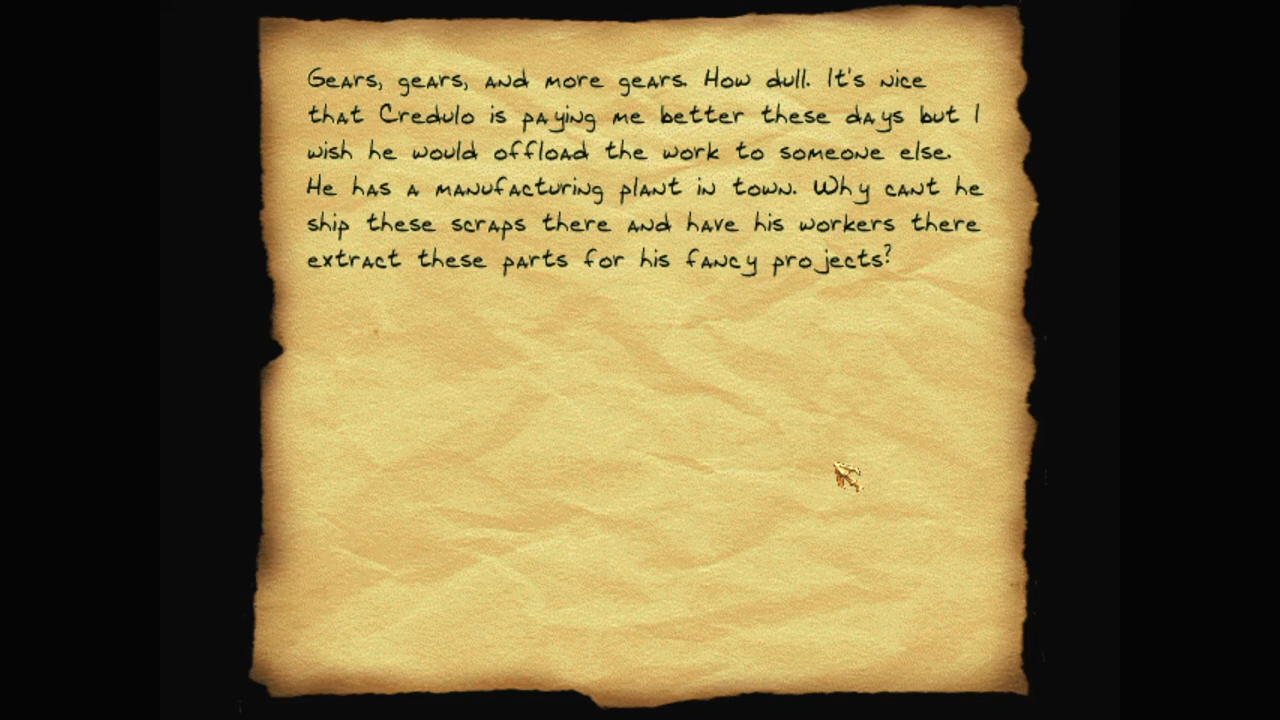 Gears, gears, and more gears. How dull. It's nice
that Credulo is paying me better these days but I
wish he would offload the work to someone else.
He has a manufacturing plant in town. Why cant he
ship these scraps there and have his workers there
extract these parts for his fancy projects?